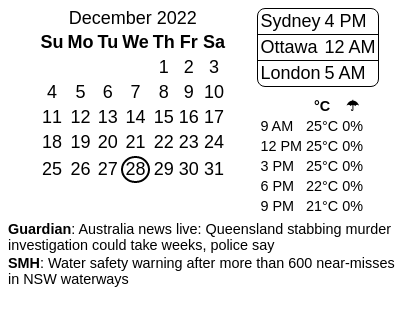 December 2022
Su Mo Tu We Th Fr Sa
1 2 3
4 5 6 7 8 9 10
11 12 13 14 15 16 17
18 19 20 21 22 23 24
25 26 27 28 29 30 31
Sydney 4 PM
Ottawa 12 AM
London 5 AM
°C ☂
9 AM 25°C 0%
12 PM 25°C 0%
3 PM 25°C 0%
6 PM 22°C 0%
9 PM 21°C 0%
Guardian: Australia news live: Queensland stabbing murder
investigation could take weeks, police say
SMH: Water safety warning after more than 600 near-misses
in NSW waterways